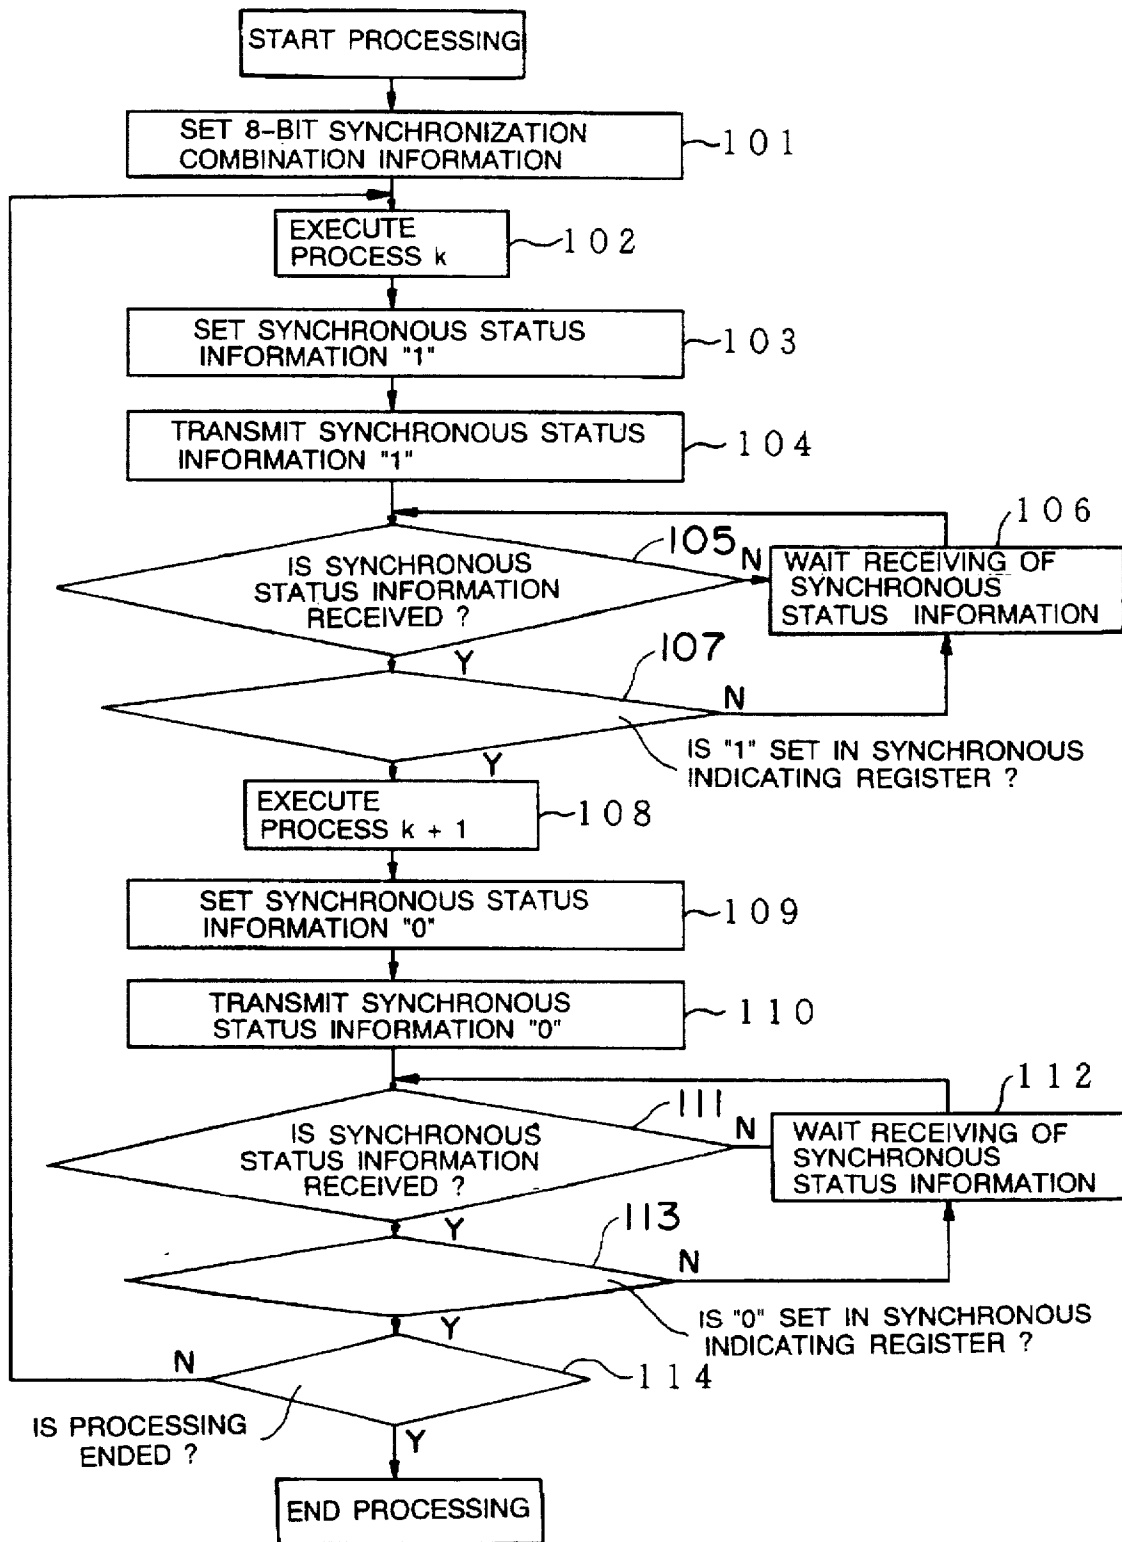 START PROCESSING
SET 8-BIT SYNCHRONIZATION
COMBINATION INFORMATION
101
EXECUTE
PROCESS k
102
SET SYNCHRONOUS STATUS
INFORMATION "1"
103
TRANSMIT SYNCHRONOUS STATUS
INFORMATION "1"
104
IS SYNCHRONOUS
STATUS INFORMATION
RECEIVED ?
105
N
106
WAIT RECEIVING OF
SYNCHRONOUS
STATUS INFORMATION
Y
107
N
IS "1" SET IN SYNCHRONOUS
INDICATING REGISTER ?
Y
EXECUTE
PROCESS k + 1
108
SET SYNCHRONOUS STATUS
INFORMATION "0"
109
TRANSMIT SYNCHRONOUS
STATUS INFORMATION "0"
110
IS SYNCHRONOUS
STATUS INFORMATION
RECEIVED ?
111
N
112
WAIT RECEIVING OF
SYNCHRONOUS
STATUS INFORMATION
Y
113
N
IS "0" SET IN SYNCHRONOUS
INDICATING REGISTER ?
Y
N
114
IS PROCESSING
ENDED ?
Y
END PROCESSING